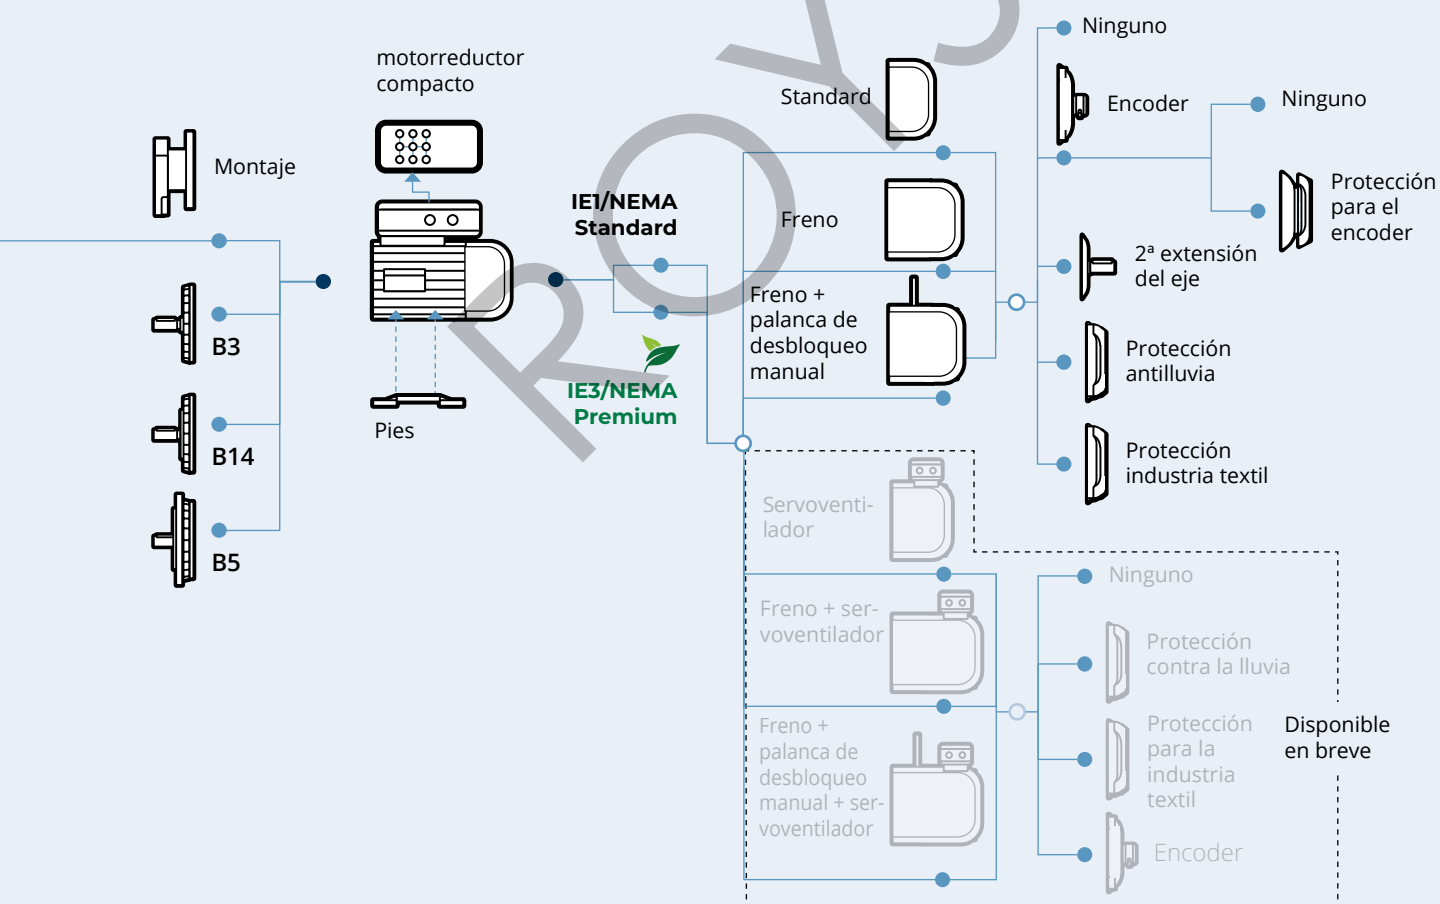 motorreductor
compacto
Montaje
B3
B14
B5
Pies
IE1/NEMA
Standard
IE3/NEMA
Premium
Standard
Freno
Freno +
palanca de
desbloqueo
manual
Ninguno
Encoder
Ninguno
Protección
para el
encoder
2ª extensión
del eje
Protección
antilluvia
Protección
industria textil
Servoventi-
lador
Freno + ser-
voventilador
Freno +
palanca de
desbloqueo
manual + ser-
voventilador
Ninguno
Protección
contra la lluvia
Protección
para la
industria
textil
Encoder
Disponible
en breve
ROYS